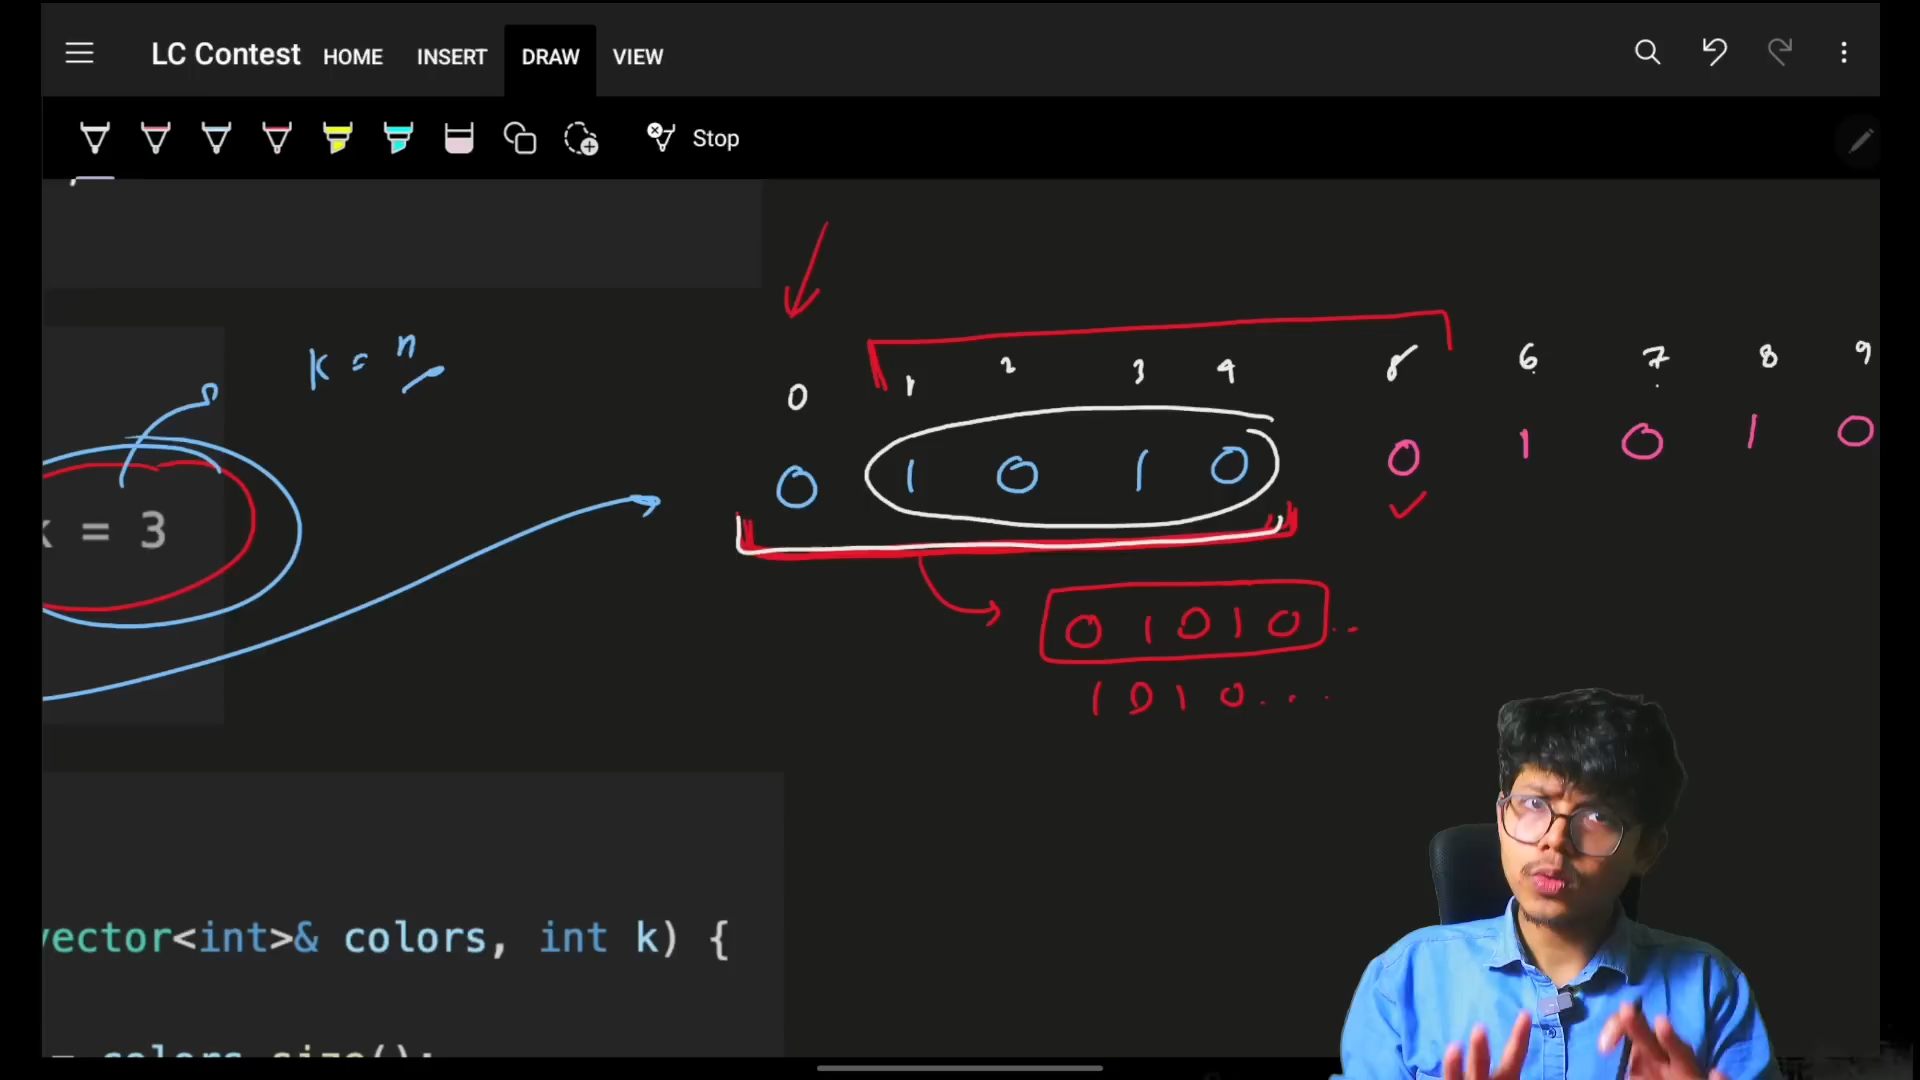 LC Contest HOME INSERT DRAW VIEW
Stop
k = n
0 1 2 3 4 5 6 7 8 9
0 1 0 1 0 0 1 0 1 0
k = 3
0 1 0 1 0 ..
1 0 1 0 ...
vector<int>& colors, int k) {
= colors.size();